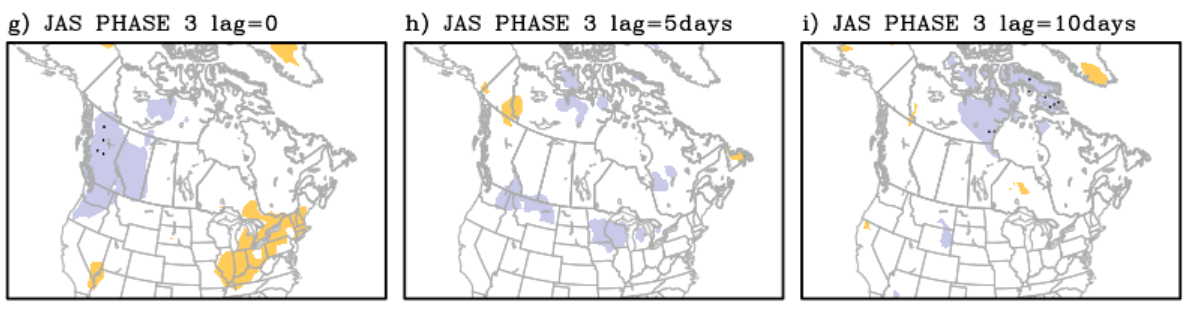 g) JAS PHASE 3 lag=0
h) JAS PHASE 3 lag=5days
i) JAS PHASE 3 lag=10days